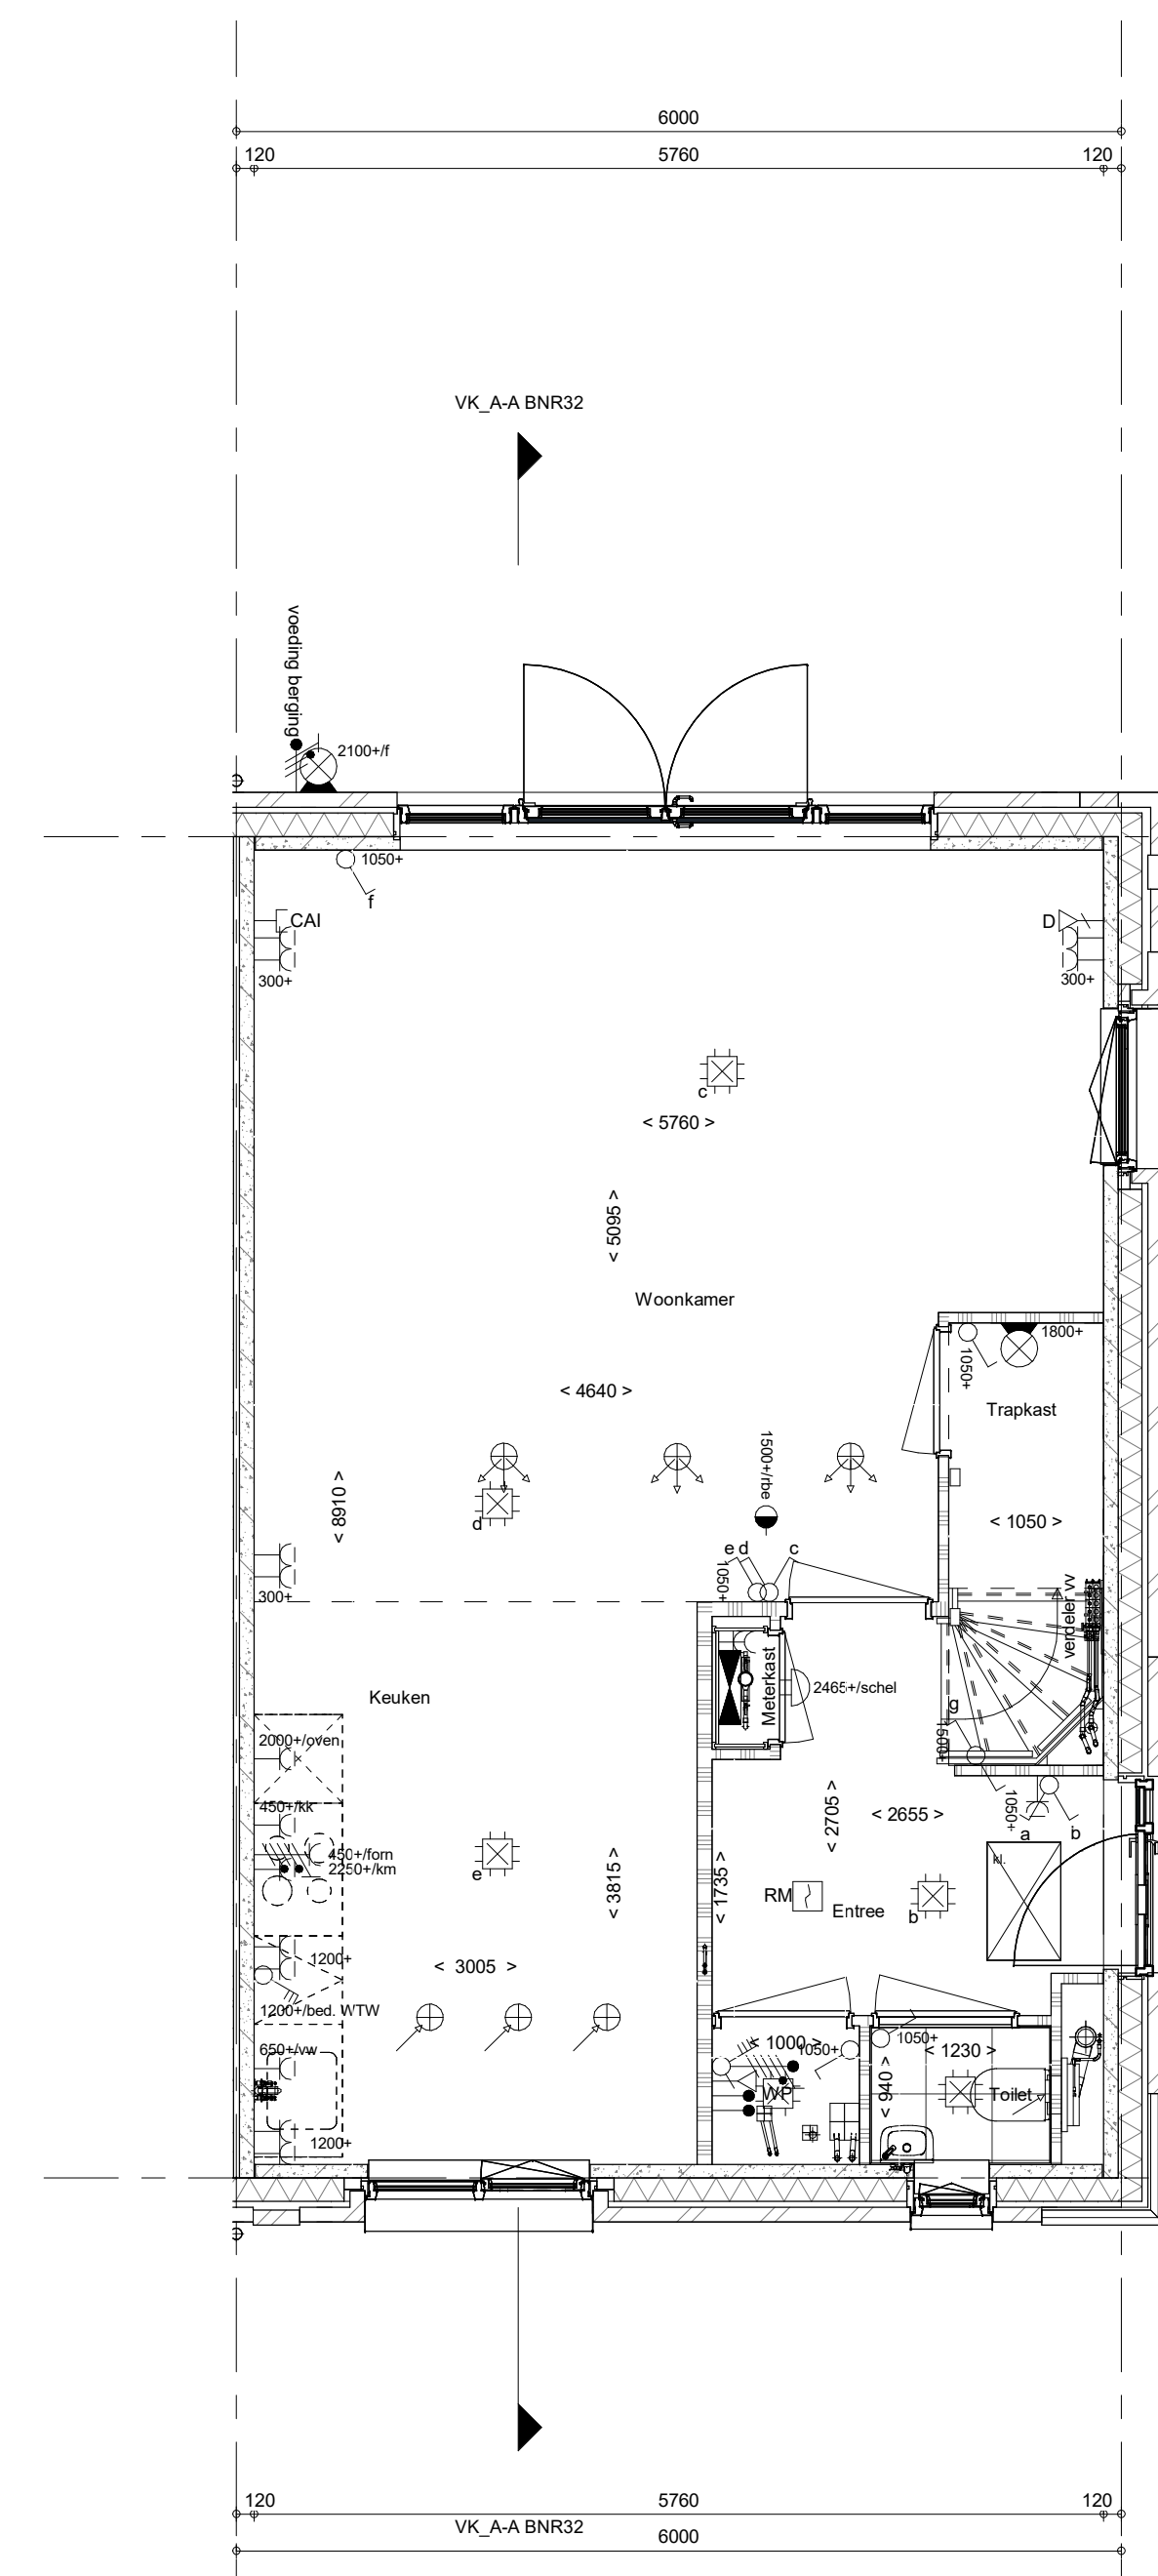 6000
120 5760 120
VK_A-A BNR32
voeding berging
2100+/f
1050+
f
CAI
D
300+
300+
c
< 5760 >
< 5095 >
Woonkamer
1050+
1800+
< 4640 >
Trapkast
1500+/rbe
< 8910 >
d
< 1050 >
e d c
1050+
300+
verdeler vv
Keuken
Meterkast
2465+/schel
g
1500+
2000+/oven
450+/kk
1050+
a b
< 2705 >
< 2655 >
450+/forn
2250+/km
kl.
e
< 3815 >
< 1735 >
RM
Entree
b
1200+
< 3005 >
1200+/bed. WTW
650+/vw
< 1000 >
1050+
1050+
< 1230 >
< 940 >
WP
Toilet
1200+
120 5760 120
VK_A-A BNR32
6000